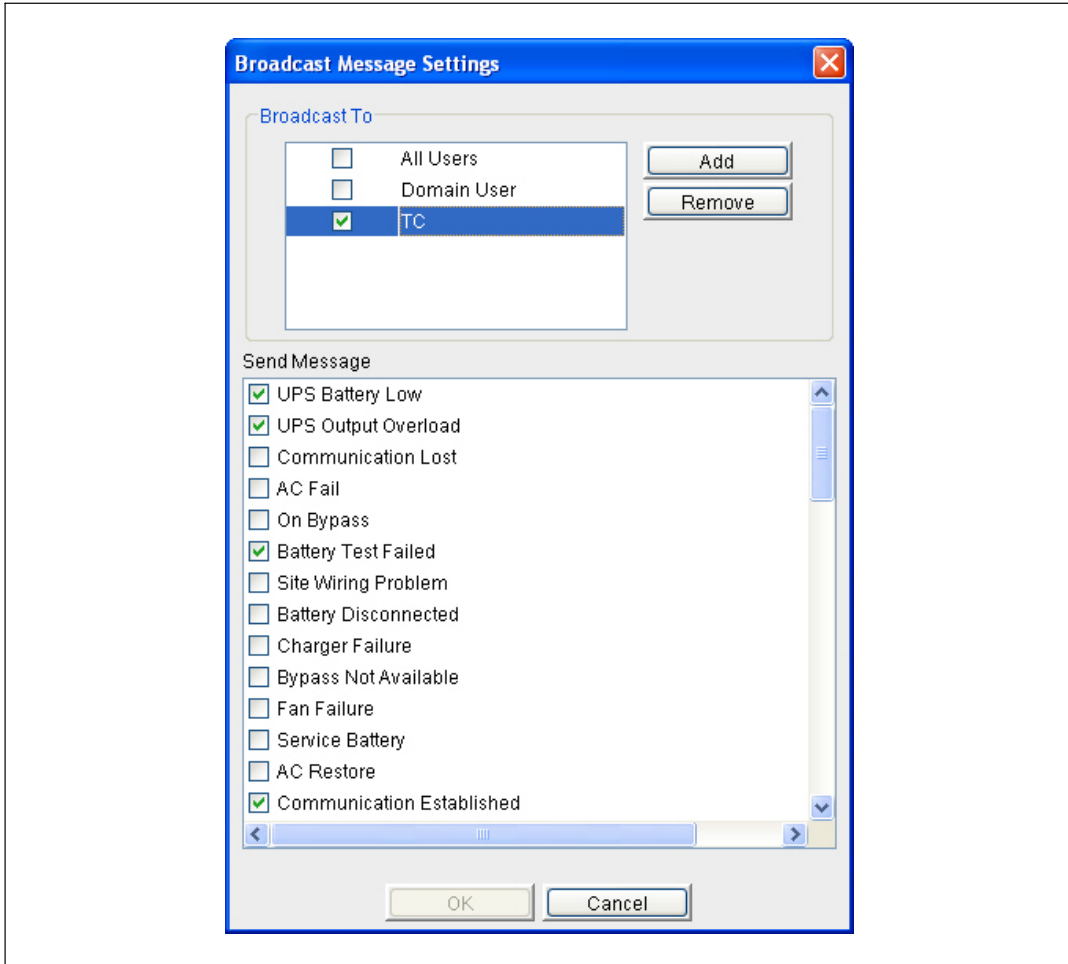 Broadcast Message Settings
Broadcast To
All Users
Add
Domain User
Remove
TC
Send Message
UPS Battery Low
UPS Output Overload
Communication Lost
AC Fail
On Bypass
Battery Test Failed
Site Wiring Problem
Battery Disconnected
Charger Failure
Bypass Not Available
Fan Failure
Service Battery
AC Restore
Communication Established
OK
Cancel